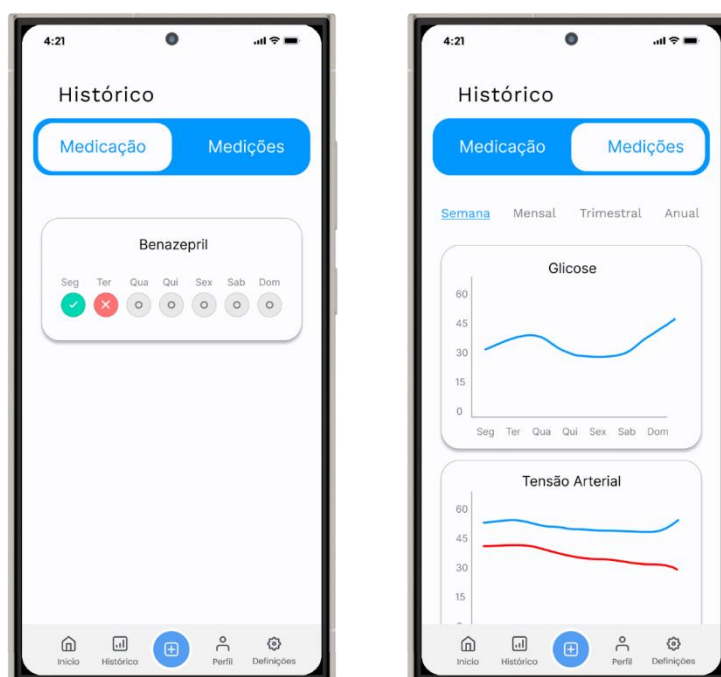 4:21
Histórico
Medicação Medições
Benazepril
Seg Ter Qua Qui Sex Sab Dom
Inicio Histórico Perfil Definições
4:21
Histórico
Medicação Medições
Semana Mensal Trimestral Anual
Glicose
60
45
30
15
0
Seg Ter Qua Qui Sex Sab Dom
Tensão Arterial
60
45
30
15
Inicio Histórico Perfil Definições